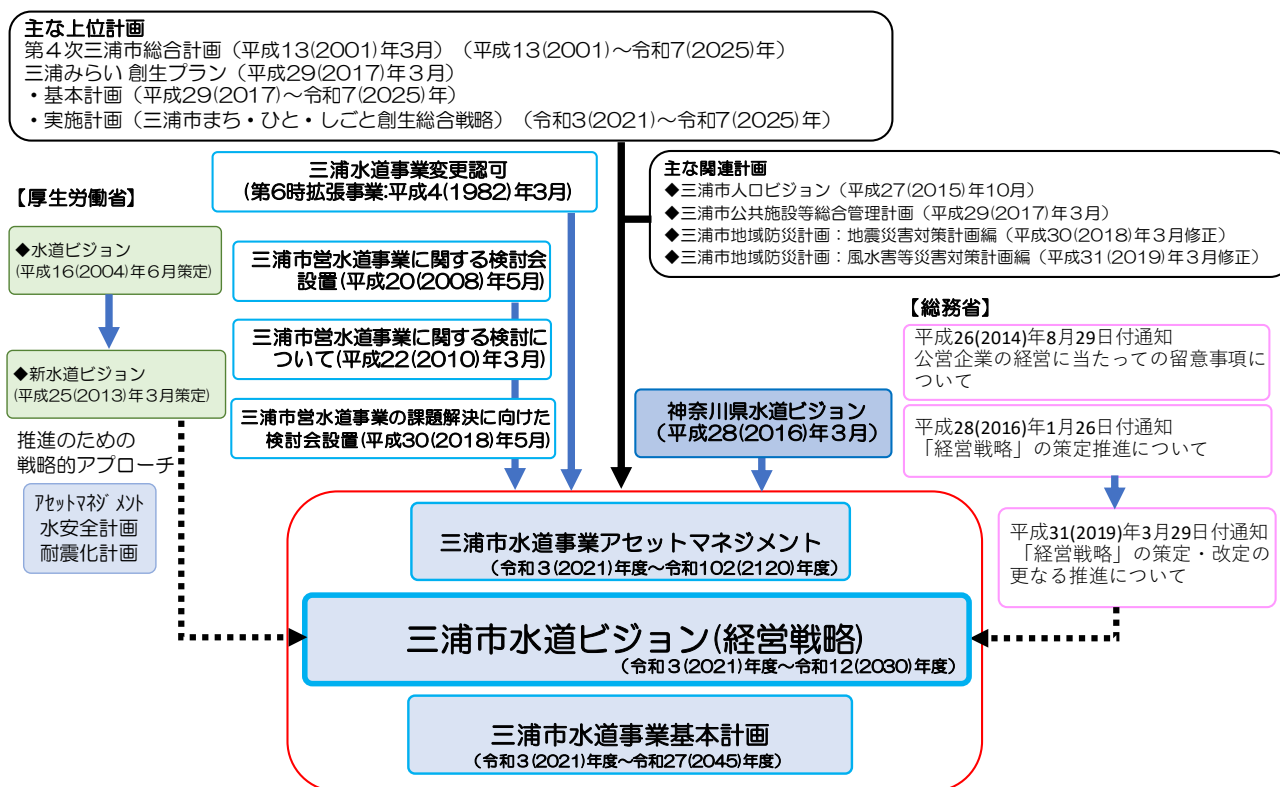 主な上位計画
第４次三浦市総合計画（平成13(2001)年3月）（平成13(2001)～令和7(2025)年）
三浦みらい創生プラン（平成29(2017)年３月）
・基本計画（平成29(2017)～令和7(2025)年）
・実施計画（三浦市まち・ひと・しごと創生総合戦略）（令和3(2021)～令和7(2025)年）
三浦水道事業変更認可
(第6時拡張事業:平成4(1982)年3月)
主な関連計画
◆三浦市人口ビジョン（平成27(2015)年10月）
◆三浦市公共施設等総合管理計画（平成29(2017)年３月）
◆三浦市地域防災計画：地震災害対策計画編（平成30(2018)年３月修正）
◆三浦市地域防災計画：風水害等災害対策計画編（平成31(2019)年３月修正）
【厚生労働省】
◆水道ビジョン
(平成16(2004)年６月策定)
◆新水道ビジョン
(平成25(2013)年３月策定)
推進のための
戦略的アプローチ
ｱｾｯﾄﾏﾈｼﾞﾒﾝﾄ
水安全計画
耐震化計画
三浦市営水道事業に関する検討会
設置(平成20(2008)年5月)
三浦市営水道事業に関する検討に
ついて(平成22(2010)年3月)
三浦市営水道事業の課題解決に向けた
検討会設置(平成30(2018)年5月)
神奈川県水道ビジョン
（平成28(2016)年３月）
【総務省】
平成26(2014)年8月29日付通知
公営企業の経営に当たっての留意事項に
ついて
平成28(2016)年1月26日付通知
「経営戦略」の策定推進について
平成31(2019)年3月29日付通知
「経営戦略」の策定・改定の
更なる推進について
三浦市水道事業アセットマネジメント
（令和３(2021)年度～令和102(2120)年度）
三浦市水道ビジョン(経営戦略)
（令和３(2021)年度～令和12(2030)年度）
三浦市水道事業基本計画
（令和3(2021)年度～令和27(2045)年度）